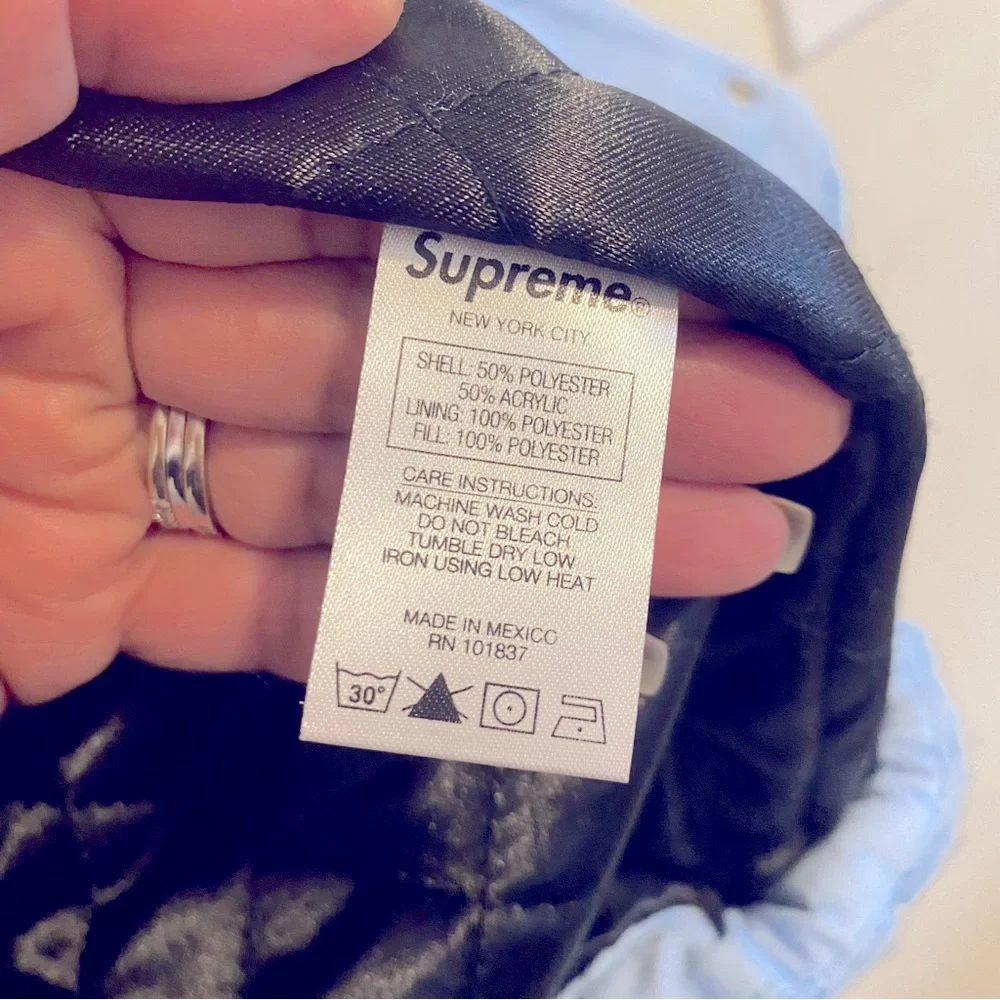 Supreme®
NEW YORK CITY
SHELL: 50% POLYESTER
50% ACRYLIC
LINING: 100% POLYESTER
FILL: 100% POLYESTER
CARE INSTRUCTIONS:
MACHINE WASH COLD
DO NOT BLEACH
TUMBLE DRY LOW
IRON USING LOW HEAT
MADE IN MEXICO
RN 101837
30°